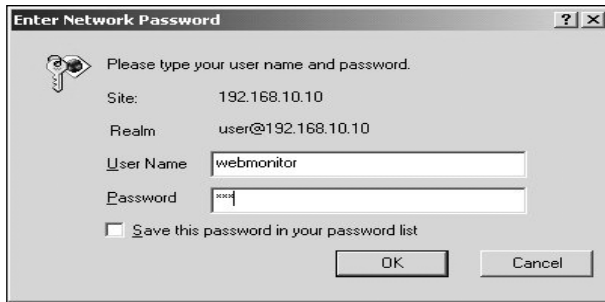 Enter Network Password
Please type your user name and password.
Site: 192.168.10.10
Realm user@192.168.10.10
User Name webmonitor
Password ***
Save this password in your password list
OK Cancel